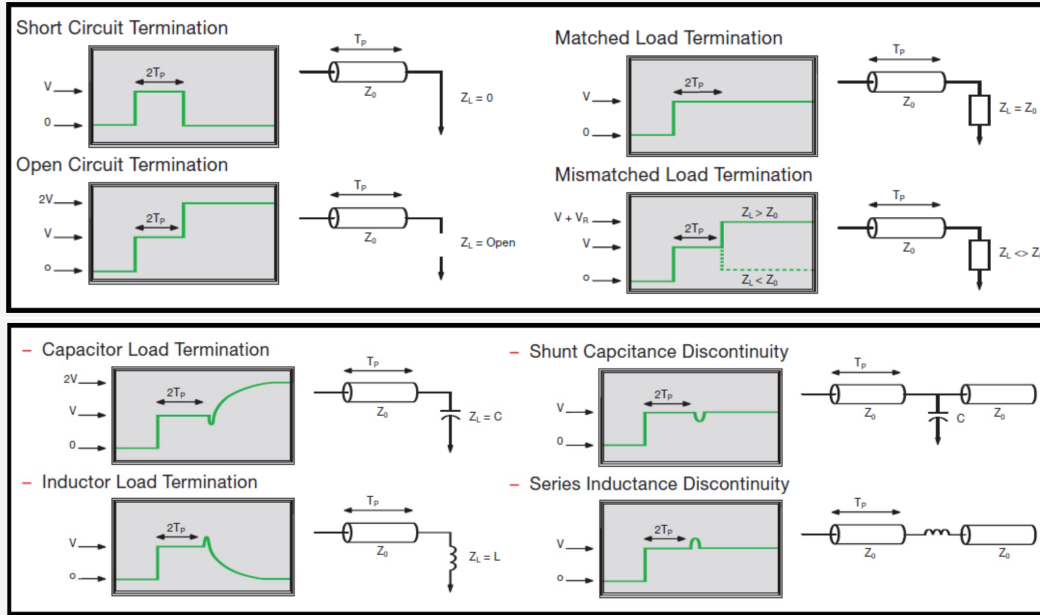 Short Circuit Termination
V
0
2TP
TP
Z0
ZL = 0
Open Circuit Termination
2V
V
o
2TP
TP
Z0
ZL = Open
Matched Load Termination
V
0
2TP
TP
Z0
ZL = Z0
Mismatched Load Termination
V + VR
V
o
2TP
ZL > Z0
ZL < Z0
TP
Z0
ZL <> Z0
– Capacitor Load Termination
2V
V
0
2TP
TP
Z0
ZL = C
– Inductor Load Termination
V
o
2TP
TP
Z0
ZL = L
– Shunt Capcitance Discontinuity
V
0
2TP
TP
Z0
C
Z0
– Series Inductance Discontinuity
V
o
2TP
TP
Z0
Z0